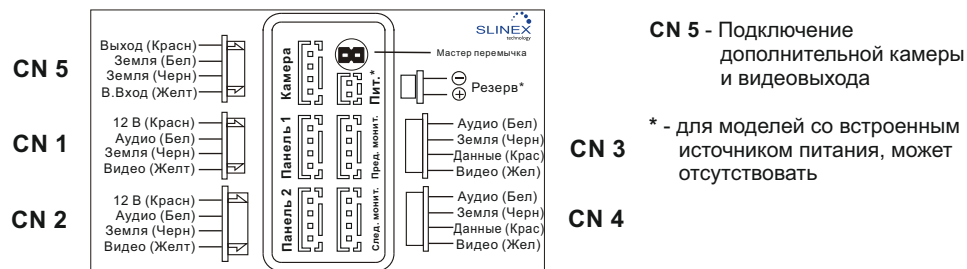 CN 5
Выход (Красн)
Земля (Бел)
Земля (Черн)
В.Вход (Желт)
CN 1
12 В (Красн)
Аудио (Бел)
Земля (Черн)
Видео (Желт)
CN 2
12 В (Красн)
Аудио (Бел)
Земля (Черн)
Видео (Желт)
Камера
Пит.*
Панель 1
Пред. монит.
Панель 2
След. монит.
SLINEX
technology
Мастер перемычка
Резерв*
Аудио (Бел)
Земля (Черн)
Данные (Крас)
Видео (Жел)
CN 3
Аудио (Бел)
Земля (Черн)
Данные (Крас)
Видео (Жел)
CN 4
CN 5 - Подключение
дополнительной камеры
и видеовыхода
* - для моделей со встроенным
источником питания, может
отсутствовать